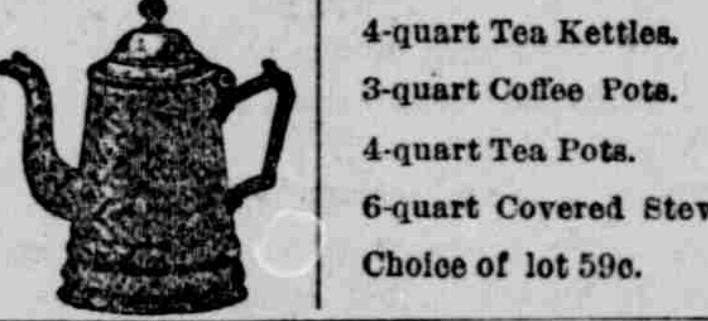 4-quart Tea Kettles.
3-quart Coffee Pots.
4-quart Tea Pots.
6-quart Covered Stew
Choice of lot 59c.